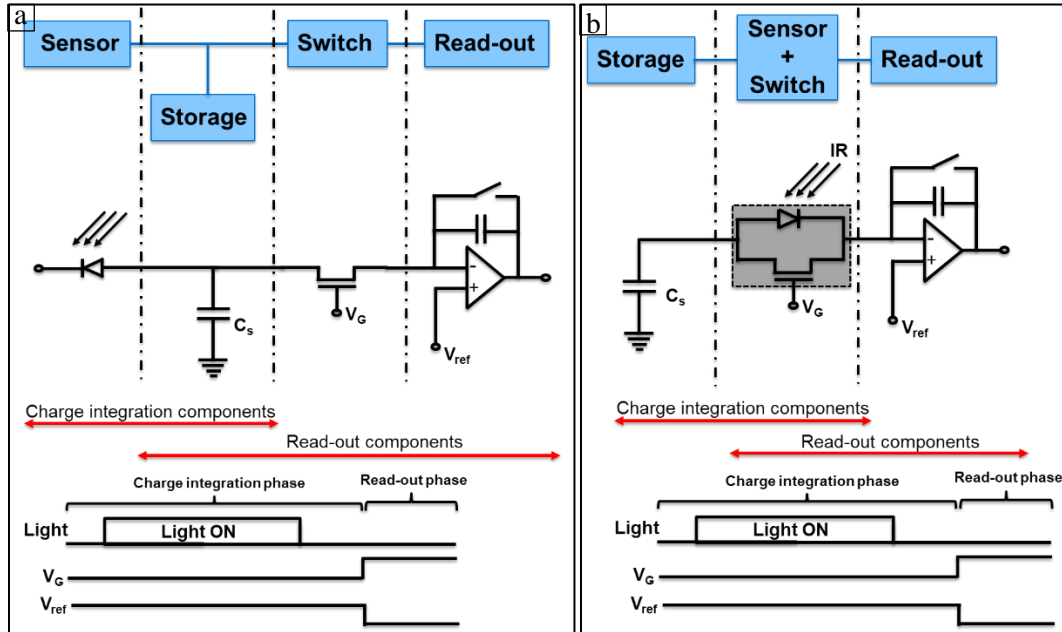 a
Sensor
Switch
Read-out
Storage
Cs
VG
Vref
-
+
Charge integration components
Read-out components
Charge integration phase
Read-out phase
Light
Light ON
VG
Vref
b
Storage
Sensor
+
Switch
Read-out
IR
Cs
VG
Vref
-
+
Charge integration components
Read-out components
Charge integration phase
Read-out phase
Light
Light ON
VG
Vref